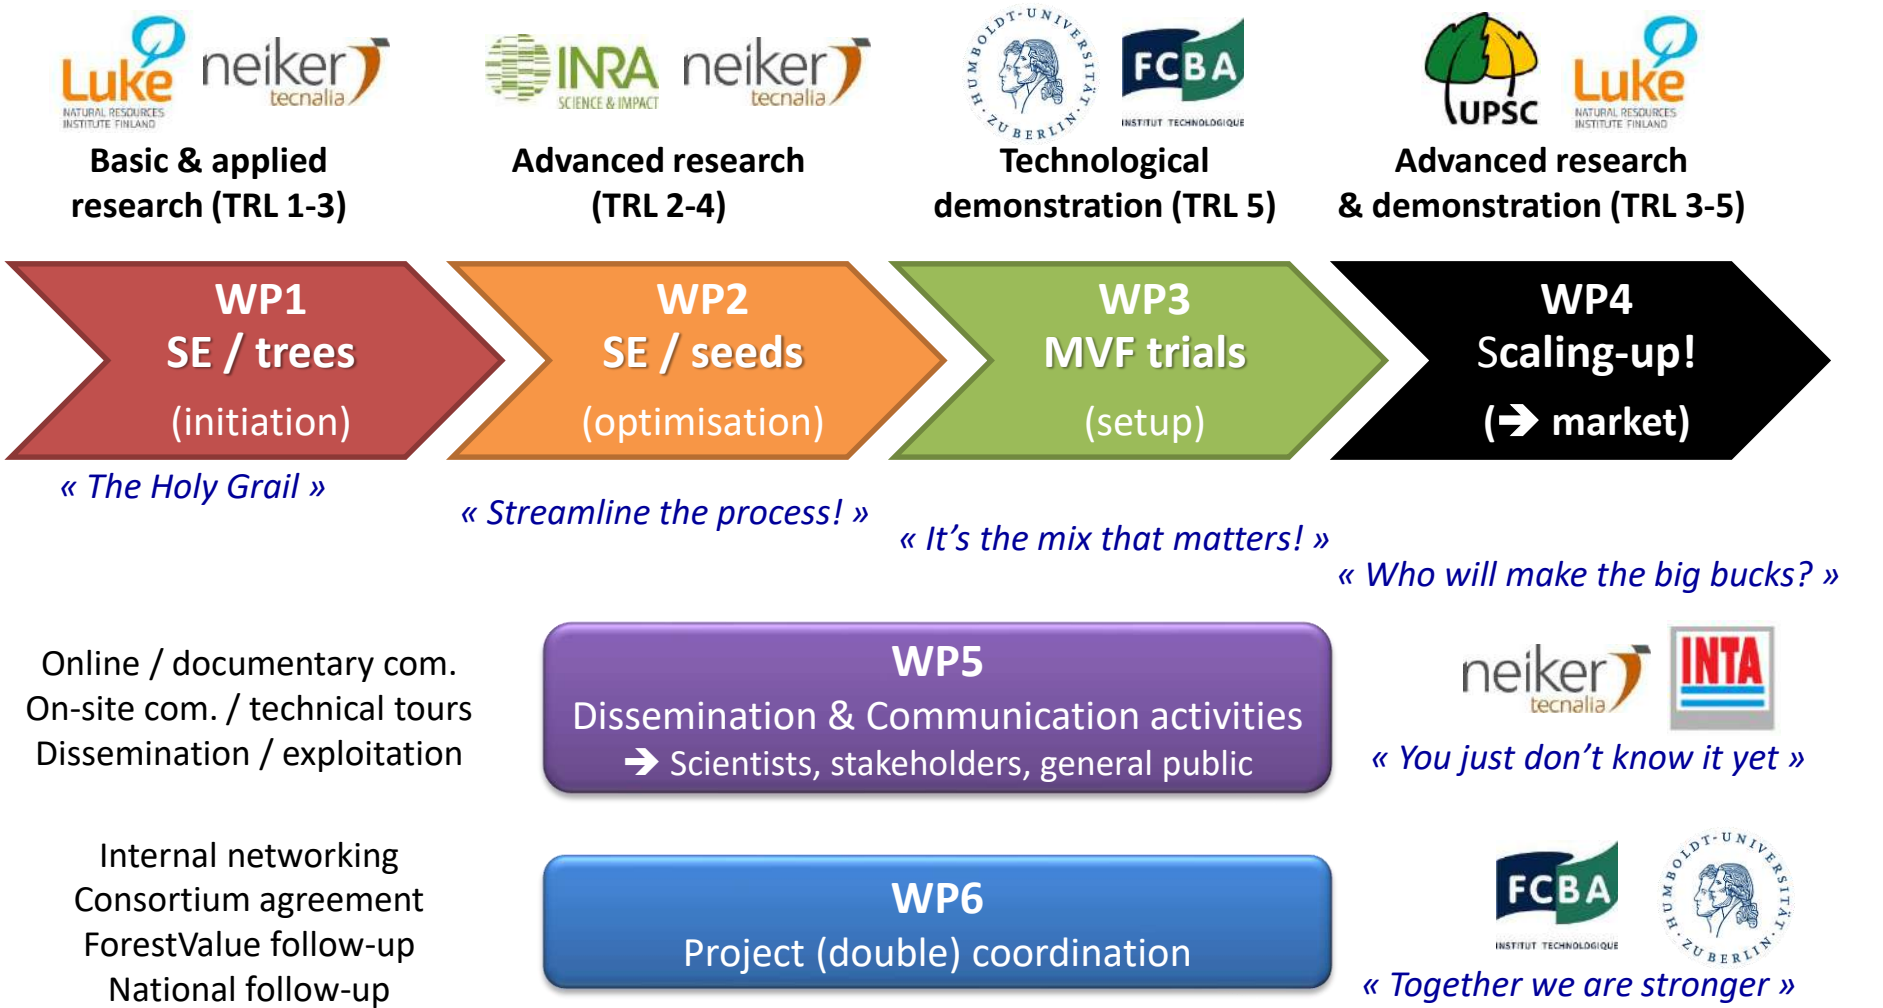 Luke
NATURAL RESOURCES
INSTITUTE FINLAND
neiker
tecnalia
INRA
SCIENCE & IMPACT
neiker
tecnalia
HUMBOLDT-UNIVERSITÄT
ZU BERLIN
FCBA
INSTITUT TECHNOLOGIQUE
UPSC
Luke
NATURAL RESOURCES
INSTITUTE FINLAND
Basic & applied
research (TRL 1-3)
Advanced research
(TRL 2-4)
Technological
demonstration (TRL 5)
Advanced research
& demonstration (TRL 3-5)
WP1
SE / trees
(initiation)
WP2
SE / seeds
(optimisation)
WP3
MVF trials
(setup)
WP4
Scaling-up!
(➔ market)
« The Holy Grail »
« Streamline the process! »
« It’s the mix that matters! »
« Who will make the big bucks? »
Online / documentary com.
On-site com. / technical tours
Dissemination / exploitation
WP5
Dissemination & Communication activities
➔ Scientists, stakeholders, general public
neiker
tecnalia
INTA
« You just don’t know it yet »
Internal networking
Consortium agreement
ForestValue follow-up
National follow-up
WP6
Project (double) coordination
FCBA
INSTITUT TECHNOLOGIQUE
HUMBOLDT-UNIVERSITÄT
ZU BERLIN
« Together we are stronger »